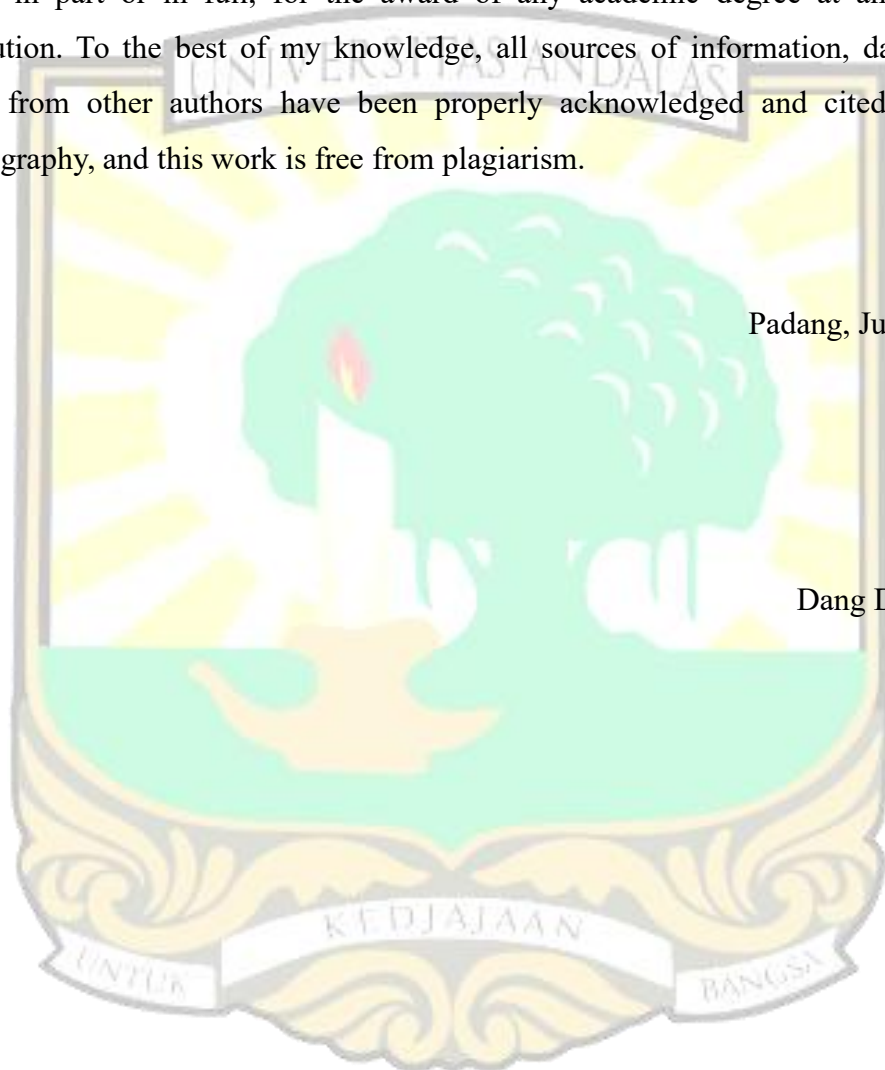 in part or in full, for the award of any academic degree at
ution. To the best of my knowledge, all sources of information, da
from other authors have been properly acknowledged and cited
graphy, and this work is free from plagiarism.
UNIVERSITAS ANDALAS
Padang, Ju
Dang D
KEDJAJAAN
UNTUK
BANGSA